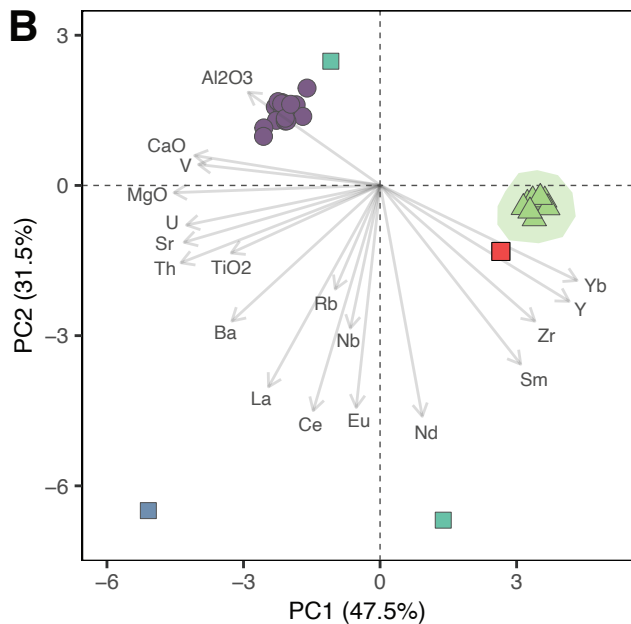 B
3
0
−3
−6
PC2 (31.5%)
Al2O3
CaO
V
MgO
U
Sr
Th
TiO2
Ba
Rb
Nb
La
Ce
Eu
Nd
Yb
Y
Zr
Sm
−6
−3
0
3
PC1 (47.5%)